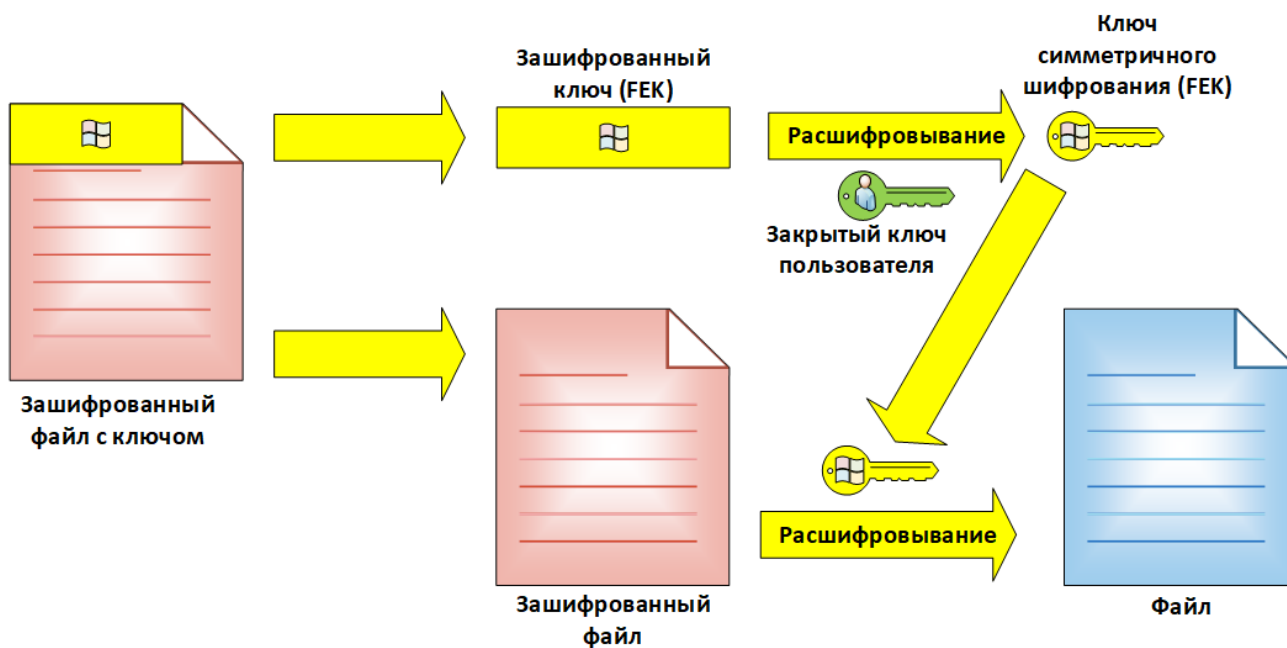 Зашифрованный
ключ (FEK)
Ключ
симметричного
шифрования (FEK)
Расшифровывание
Закрытый ключ
пользователя
Зашифрованный
файл с ключом
Расшифровывание
Зашифрованный
файл
Файл